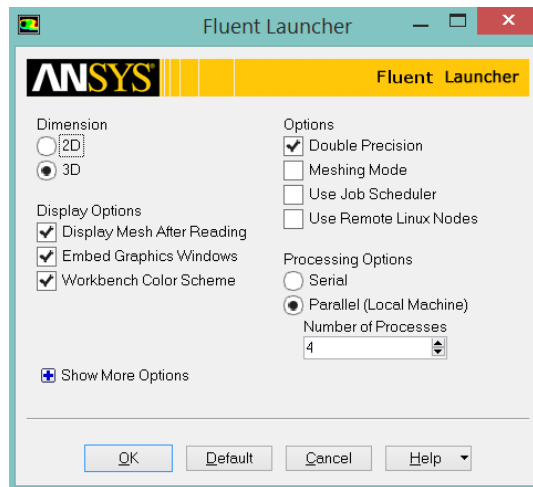 Fluent Launcher
ANSYS
Fluent Launcher
Dimension
2D
3D
Display Options
Display Mesh After Reading
Embed Graphics Windows
Workbench Color Scheme
Options
Double Precision
Meshing Mode
Use Job Scheduler
Use Remote Linux Nodes
Processing Options
Serial
Parallel (Local Machine)
Number of Processes
4
Show More Options
OK
Default
Cancel
Help